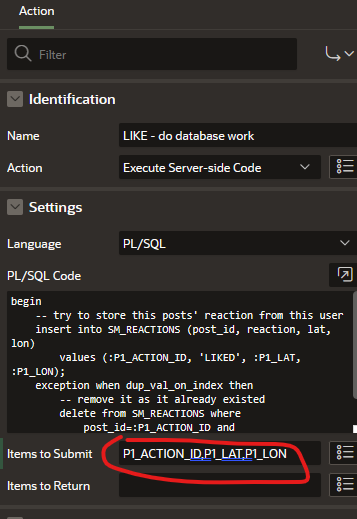 Action
Filter
Identification
Name LIKE - do database work
Action Execute Server-side Code
Settings
Language PL/SQL
PL/SQL Code
begin
-- try to store this posts' reaction from this user
insert into SM_REACTIONS (post_id, reaction, lat,
lon)
values (:P1_ACTION_ID, 'LIKED', :P1_LAT,
:P1_LON);
exception when dup_val_on_index then
-- remove it as it already existed
delete from SM_REACTIONS where
post_id=:P1_ACTION_ID and
Items to Submit P1_ACTION_ID,P1_LAT,P1_LON
Items to Return